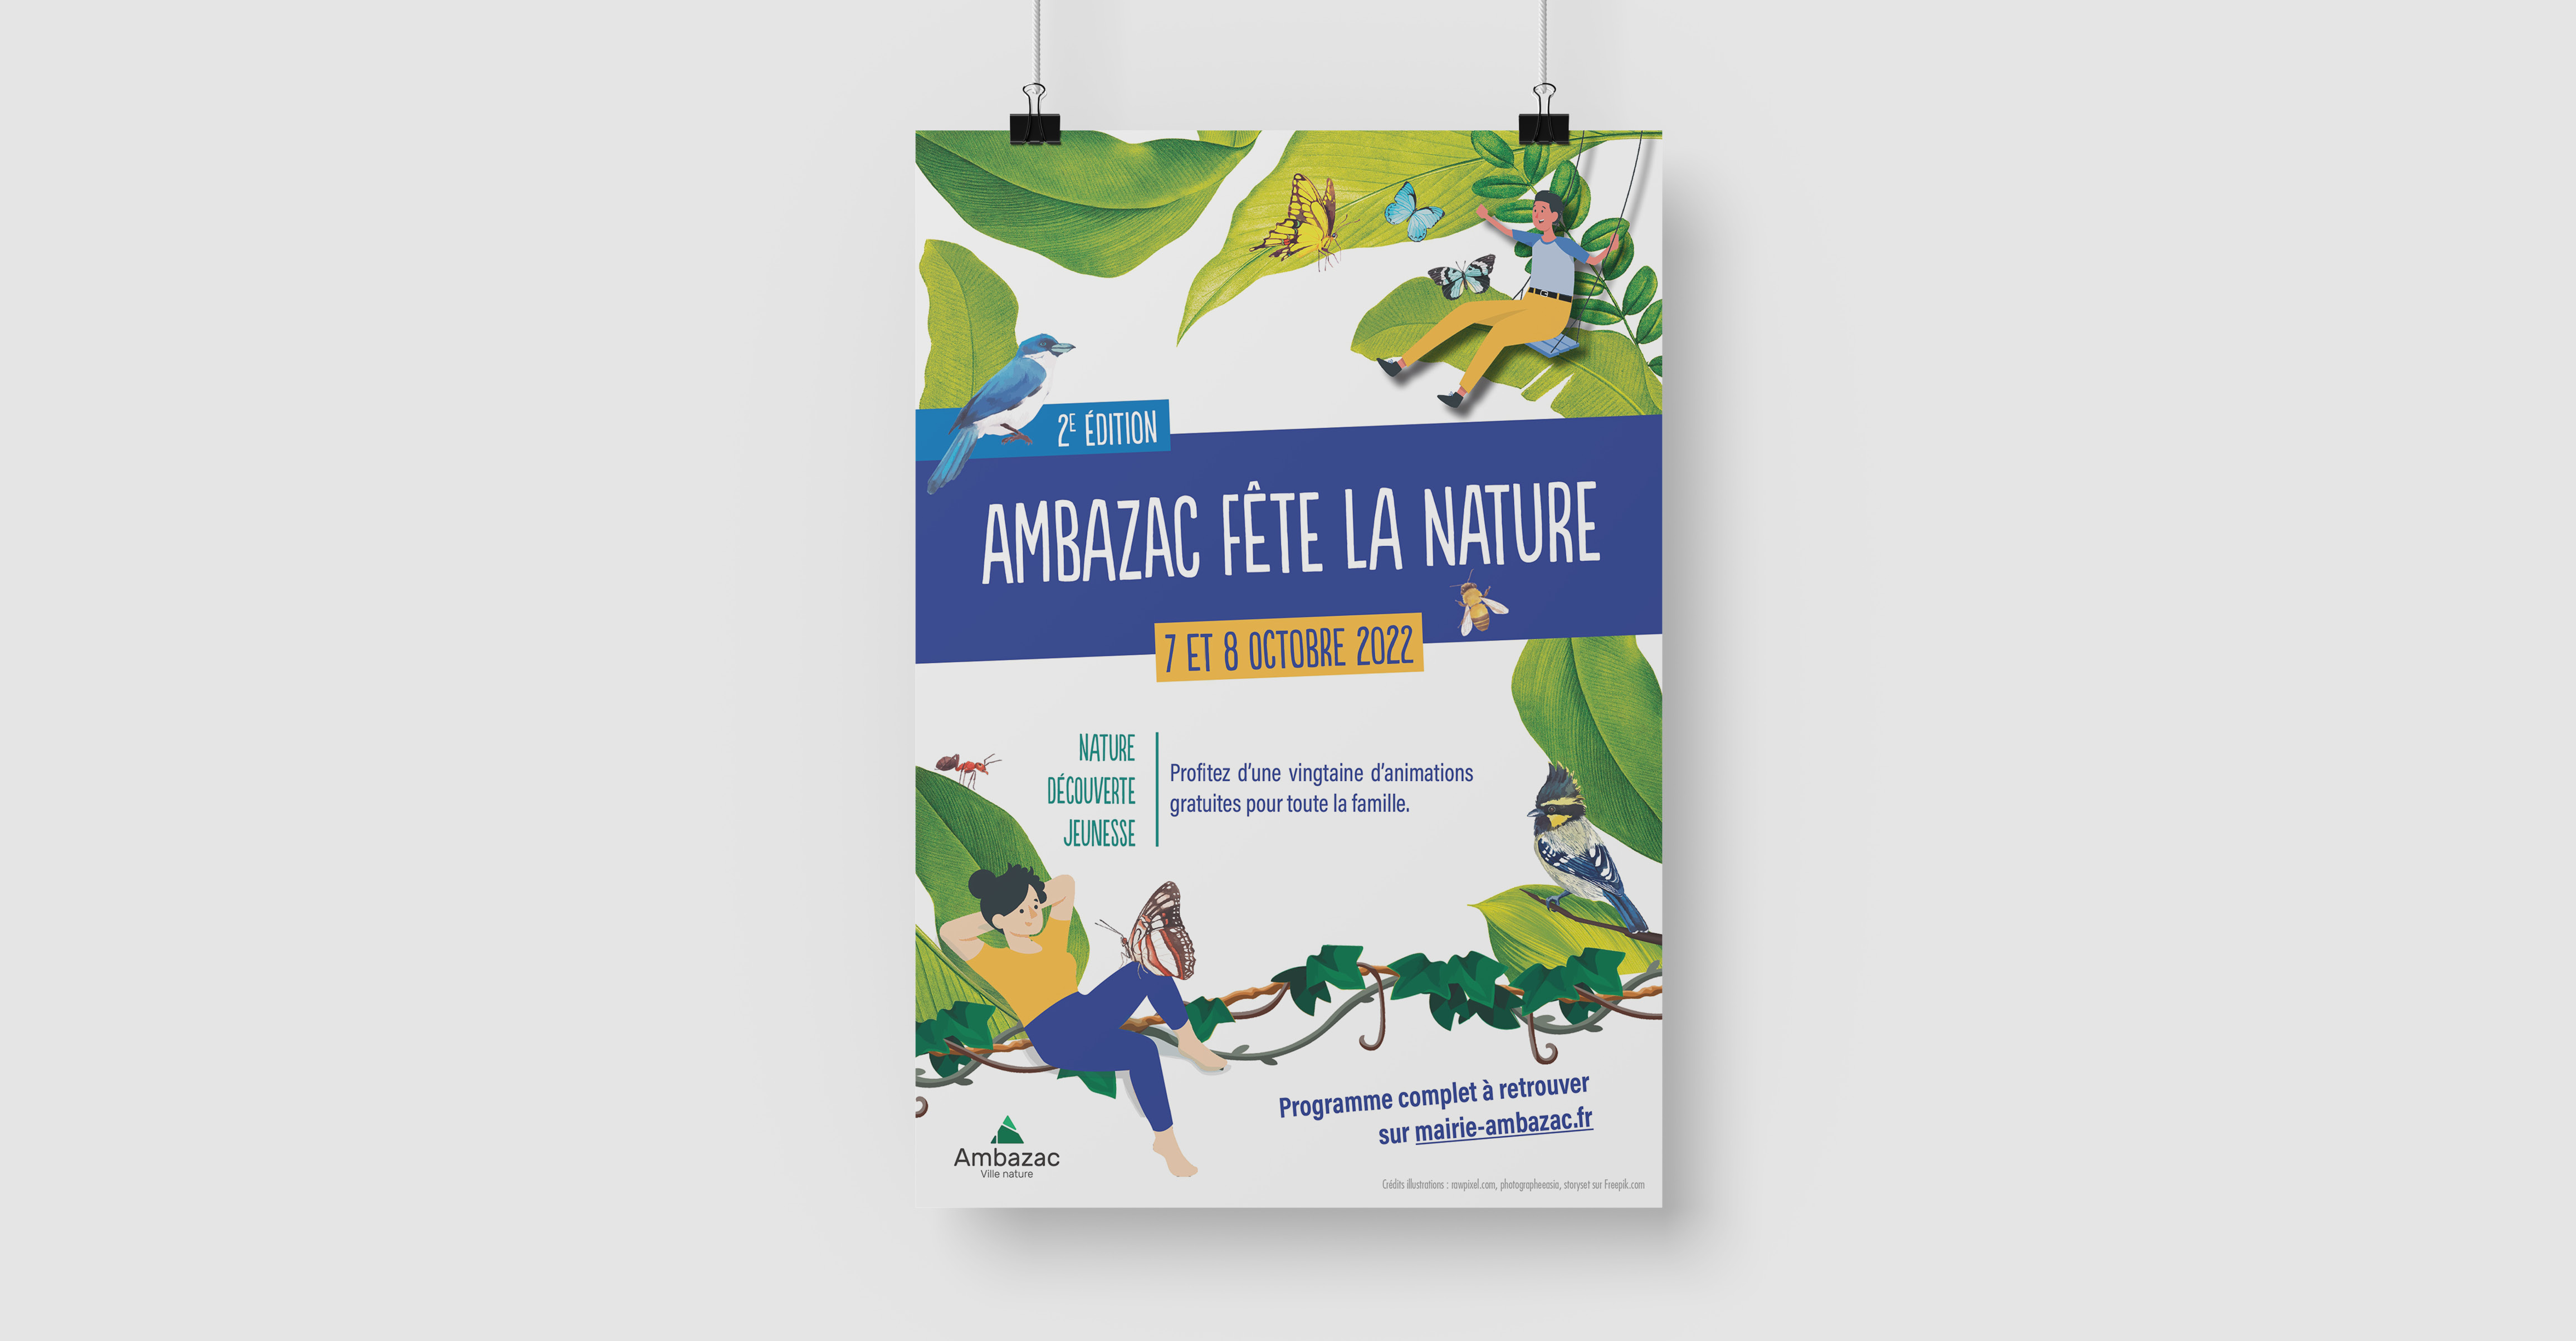 2E ÉDITION
AMBAZAC FÊTE LA NATURE
7 ET 8 OCTOBRE 2022
NATURE
DÉCOUVERTE
JEUNESSE
Profitez d’une vingtaine d’animations
gratuites pour toute la famille.
Programme complet à retrouver
sur mairie-ambazac.fr
Ambazac
Ville nature
Crédits illustrations : rawpixel.com, photographeeasia, storyset sur Freepik.com